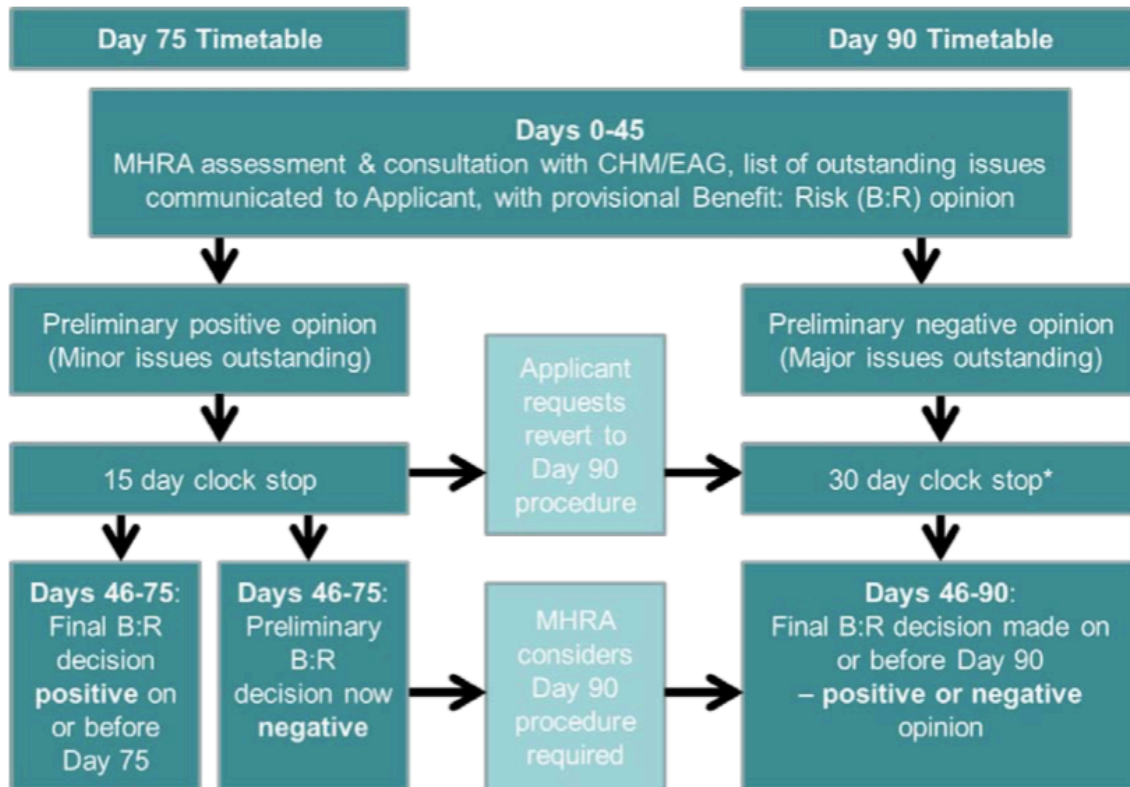 Day 75 Timetable
Day 90 Timetable
Days 0-45
MHRA assessment & consultation with CHM/EAG, list of outstanding issues
communicated to Applicant, with provisional Benefit: Risk (B:R) opinion
Preliminary positive opinion
(Minor issues outstanding)
Preliminary negative opinion
(Major issues outstanding)
Applicant
requests
revert to
Day 90
procedure
15 day clock stop
30 day clock stop*
Days 46-75:
Final B:R
decision
positive on
or before
Day 75
Days 46-75:
Preliminary
B:R
decision now
negative
MHRA
considers
Day 90
procedure
required
Days 46-90:
Final B:R decision made on
or before Day 90
– positive or negative
opinion